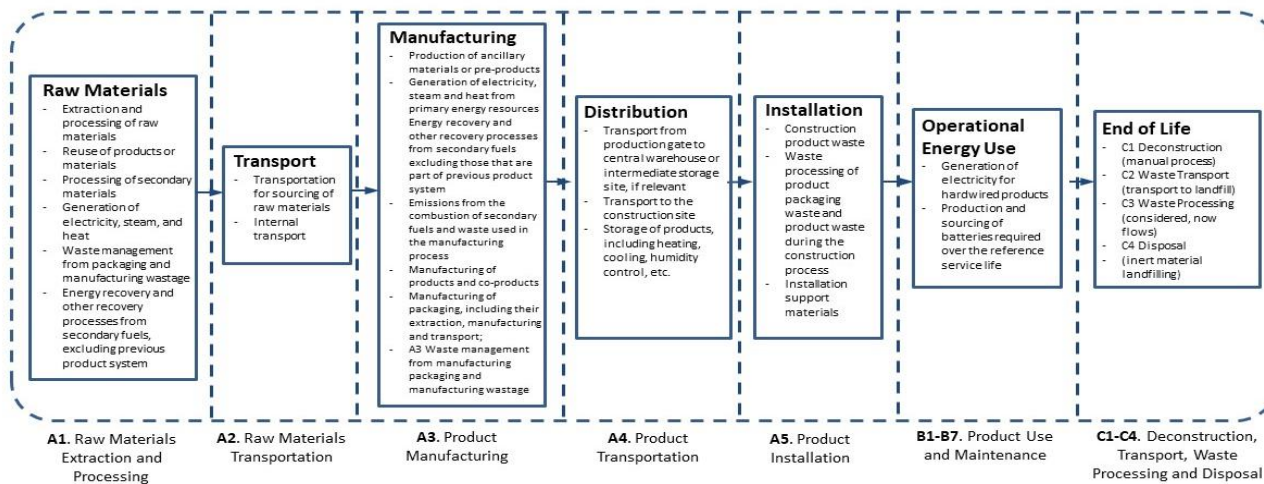 Raw Materials
- Extraction and
processing of raw
materials
- Reuse of products or
materials
- Processing of secondary
materials
- Generation of
electricity, steam, and
heat
- Waste management
from packaging and
manufacturing wastage
- Energy recovery and
other recovery
processes from
secondary fuels,
excluding previous
product system
Transport
- Transportation
for sourcing of
raw materials
- Internal
transport
Manufacturing
- Production of ancillary
materials or pre-products
- Generation of electricity,
steam and heat from
primary energy resources
Energy recovery and
other recovery processes
from secondary fuels
excluding those that are
part of previous product
system
- Emissions from the
combustion of secondary
fuels and waste used in
the manufacturing
process
- Manufacturing of
products and co-products
- Manufacturing of
packaging, including their
extraction, manufacturing
and transport;
- A3 Waste management
from manufacturing
packaging and
manufacturing wastage
Distribution
- Transport from
production gate to
central warehouse or
intermediate storage
site, if relevant
- Transport to the
construction site
- Storage of products,
including heating,
cooling, humidity
control, etc.
Installation
- Construction
product waste
- Waste
processing of
product
packaging
waste and
product waste
during the
construction
process
- Installation
support
materials
Operational
Energy Use
- Generation of
electricity for
hardwired products
- Production and
sourcing of
batteries required
over the reference
service life
End of Life
- C1 Deconstruction
(manual process)
- C2 Waste Transport
(transport to landfill)
- C3 Waste Processing
(considered, now
flows)
- C4 Disposal
- (inert material
landfilling)
A1. Raw Materials
Extraction and
Processing
A2. Raw Materials
Transportation
A3. Product
Manufacturing
A4. Product
Transportation
A5. Product
Installation
B1-B7. Product Use
and Maintenance
C1-C4. Deconstruction,
Transport, Waste
Processing and Disposal